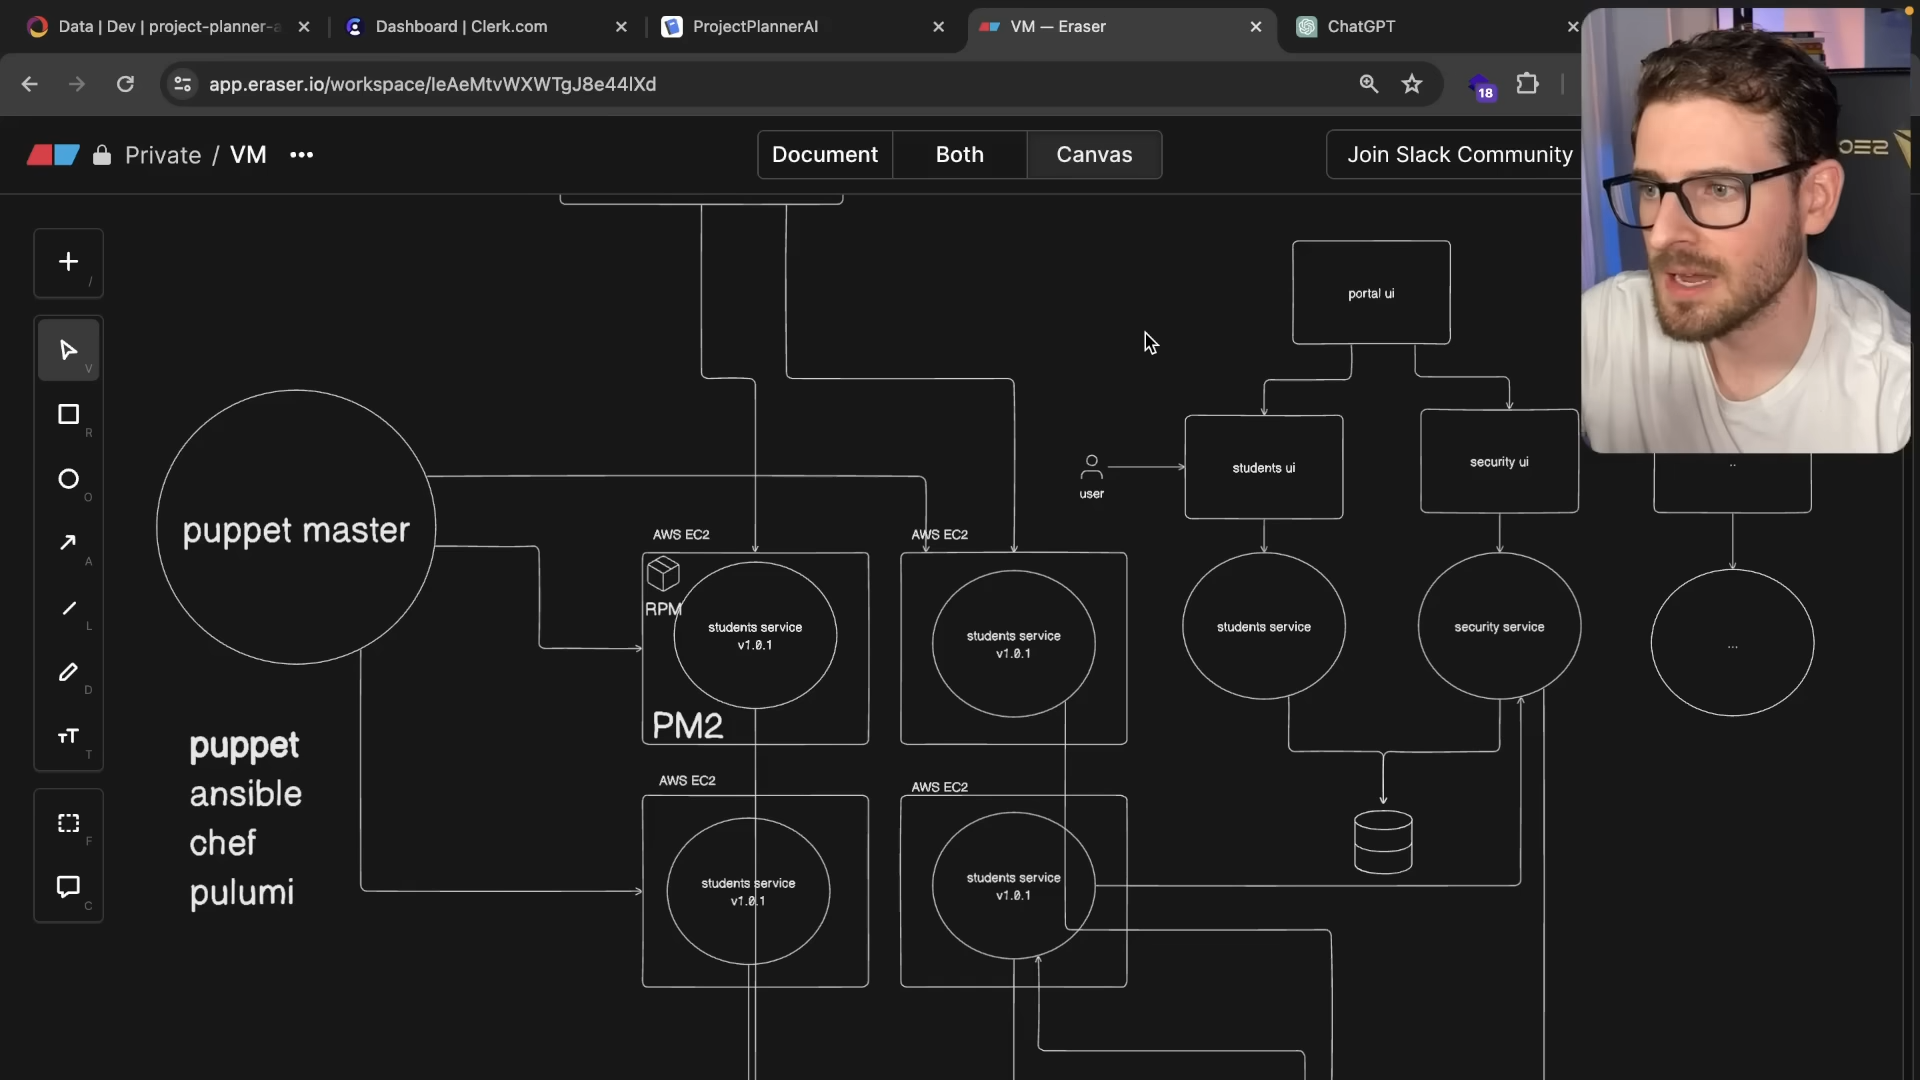 Data | Dev | project-planner-a
Dashboard | Clerk.com
ProjectPlannerAI
VM — Eraser
ChatGPT
app.eraser.io/workspace/IeAeMtvWXWTgJ8e44lXd
18
Private / VM
Document
Both
Canvas
Join Slack Community
/
V
R
O
A
L
D
T
F
C
portal ui
students ui
security ui
..
user
puppet master
AWS EC2
AWS EC2
RPM
students service
v1.0.1
PM2
students service
v1.0.1
students service
security service
...
puppet
ansible
chef
pulumi
AWS EC2
AWS EC2
students service
v1.0.1
students service
v1.0.1